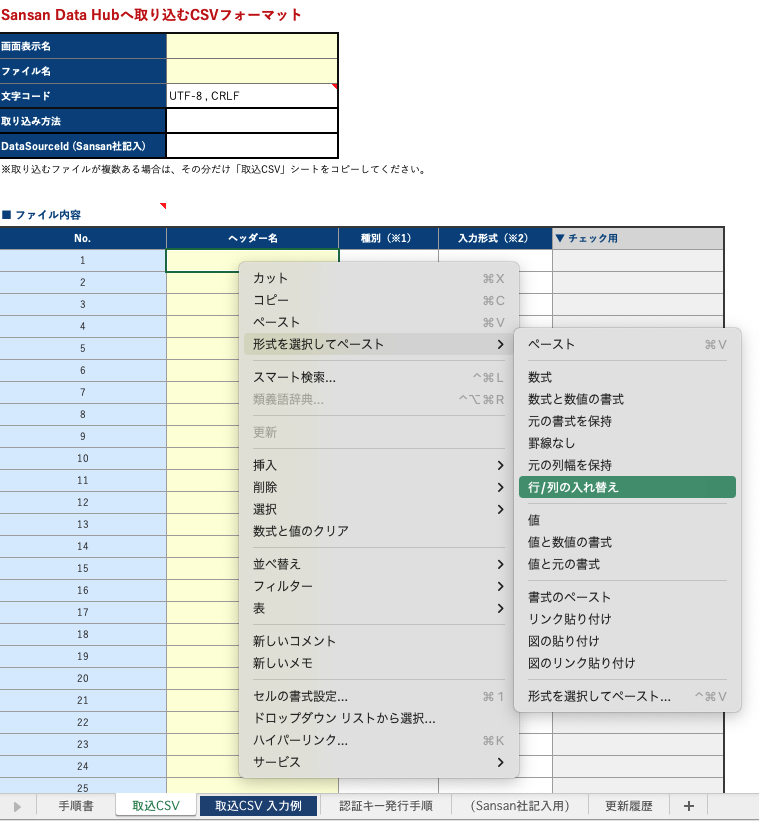 Sansan Data Hubへ取り込むCSVフォーマット
画面表示名
ファイル名
文字コード UTF-8 , CRLF
取り込み方法
DataSourceId (Sansan社記入)
※取り込むファイルが複数ある場合は、その分だけ「取込CSV」シートをコピーしてください。
■ ファイル内容
No. ヘッダー名 種別（※1） 入力形式（※2） ▼ チェック用
1
2
3
4
5
6
7
8
9
10
11
12
13
14
15
16
17
18
19
20
21
22
23
24
25
カット ⌘X
コピー ⌘C
ペースト ⌘V
形式を選択してペースト >
スマート検索... ^⌘L
類義語辞典... ^⌥⌘R
更新
挿入 >
削除 >
選択 >
数式と値のクリア
並べ替え >
フィルター >
表 >
新しいコメント
新しいメモ
セルの書式設定... ⌘1
ドロップダウン リストから選択...
ハイパーリンク... ⌘K
サービス >
ペースト ⌘V
数式
数式と数値の書式
元の書式を保持
罫線なし
元の列幅を保持
行/列の入れ替え
値
値と数値の書式
値と元の書式
書式のペースト
リンク貼り付け
図の貼り付け
図のリンク貼り付け
形式を選択してペースト... ^⌘V
手順書 取込CSV 取込CSV 入力例 認証キー発行手順 (Sansan社記入用) 更新履歴 +